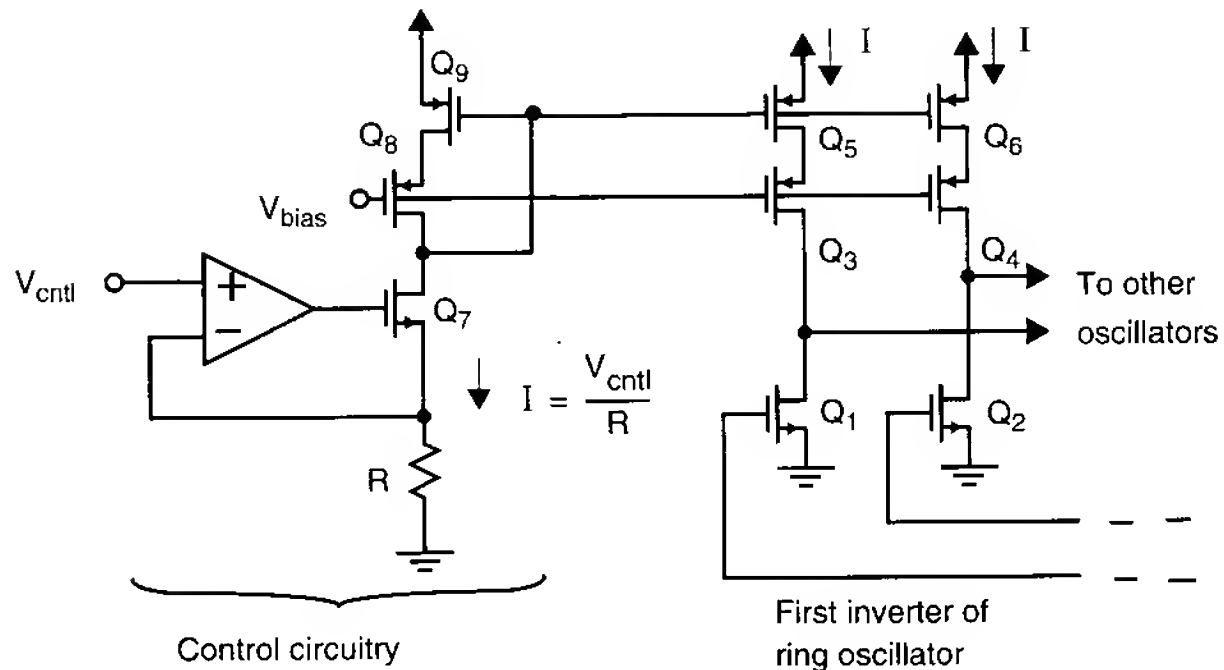 I
I
Q9
Q8
Q5
Q6
Vbias
Q3
Q4
Vcntl
+
−
Q7
To other
oscillators
I = Vcntl / R
Q1
Q2
R
First inverter of
ring oscillator
Control circuitry